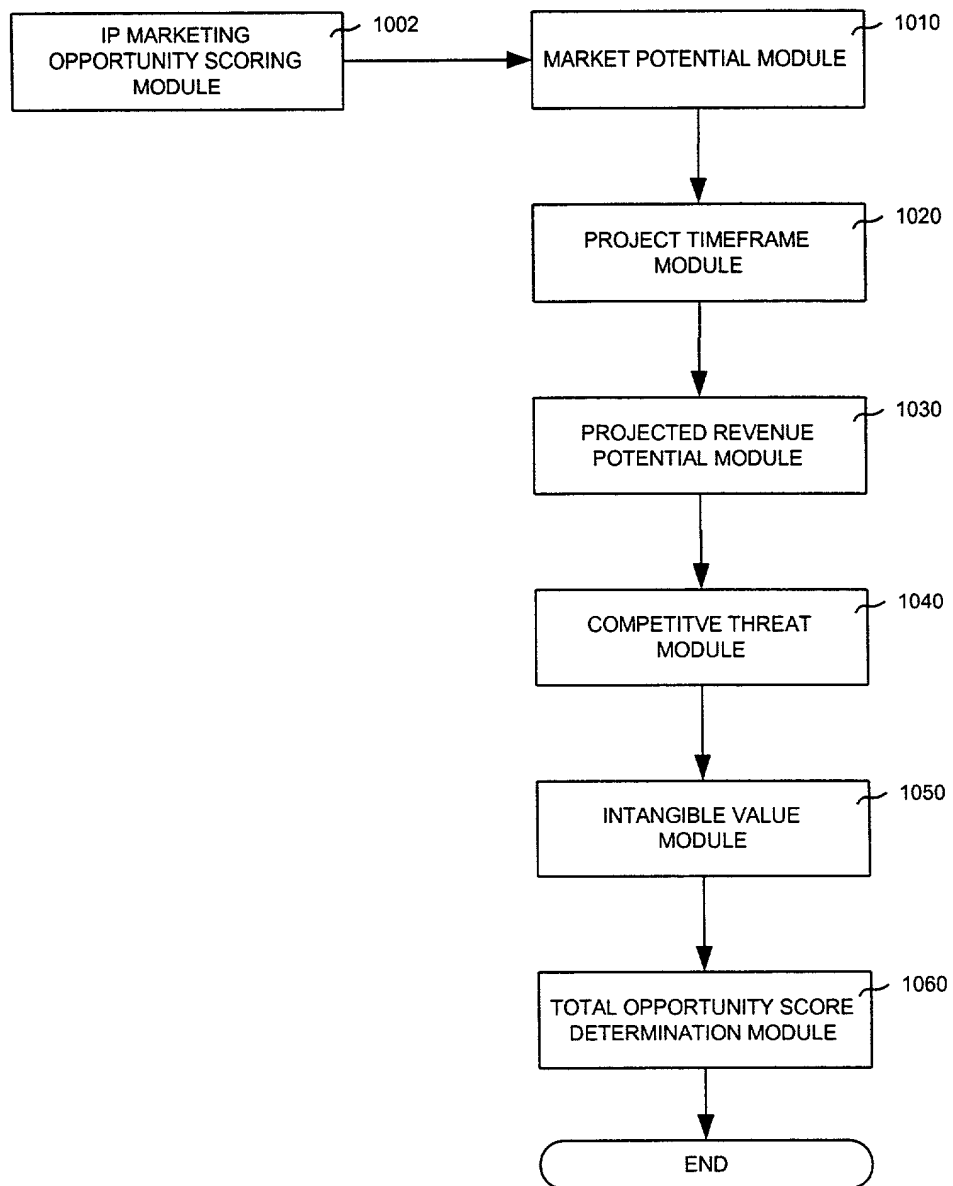 IP MARKETING
OPPORTUNITY SCORING
MODULE
1002
MARKET POTENTIAL MODULE
1010
PROJECT TIMEFRAME
MODULE
1020
PROJECTED REVENUE
POTENTIAL MODULE
1030
COMPETITVE THREAT
MODULE
1040
INTANGIBLE VALUE
MODULE
1050
TOTAL OPPORTUNITY SCORE
DETERMINATION MODULE
1060
END